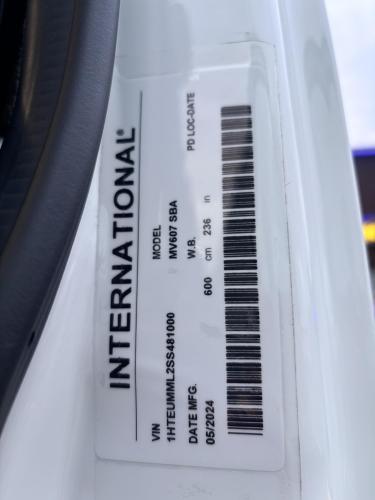 INTERNATIONAL®
VIN MODEL
1HTEUMML2SS481000 MV607 SBA
DATE MFG. W.B. PD LOC-DATE
05/2024 600 cm 236 in